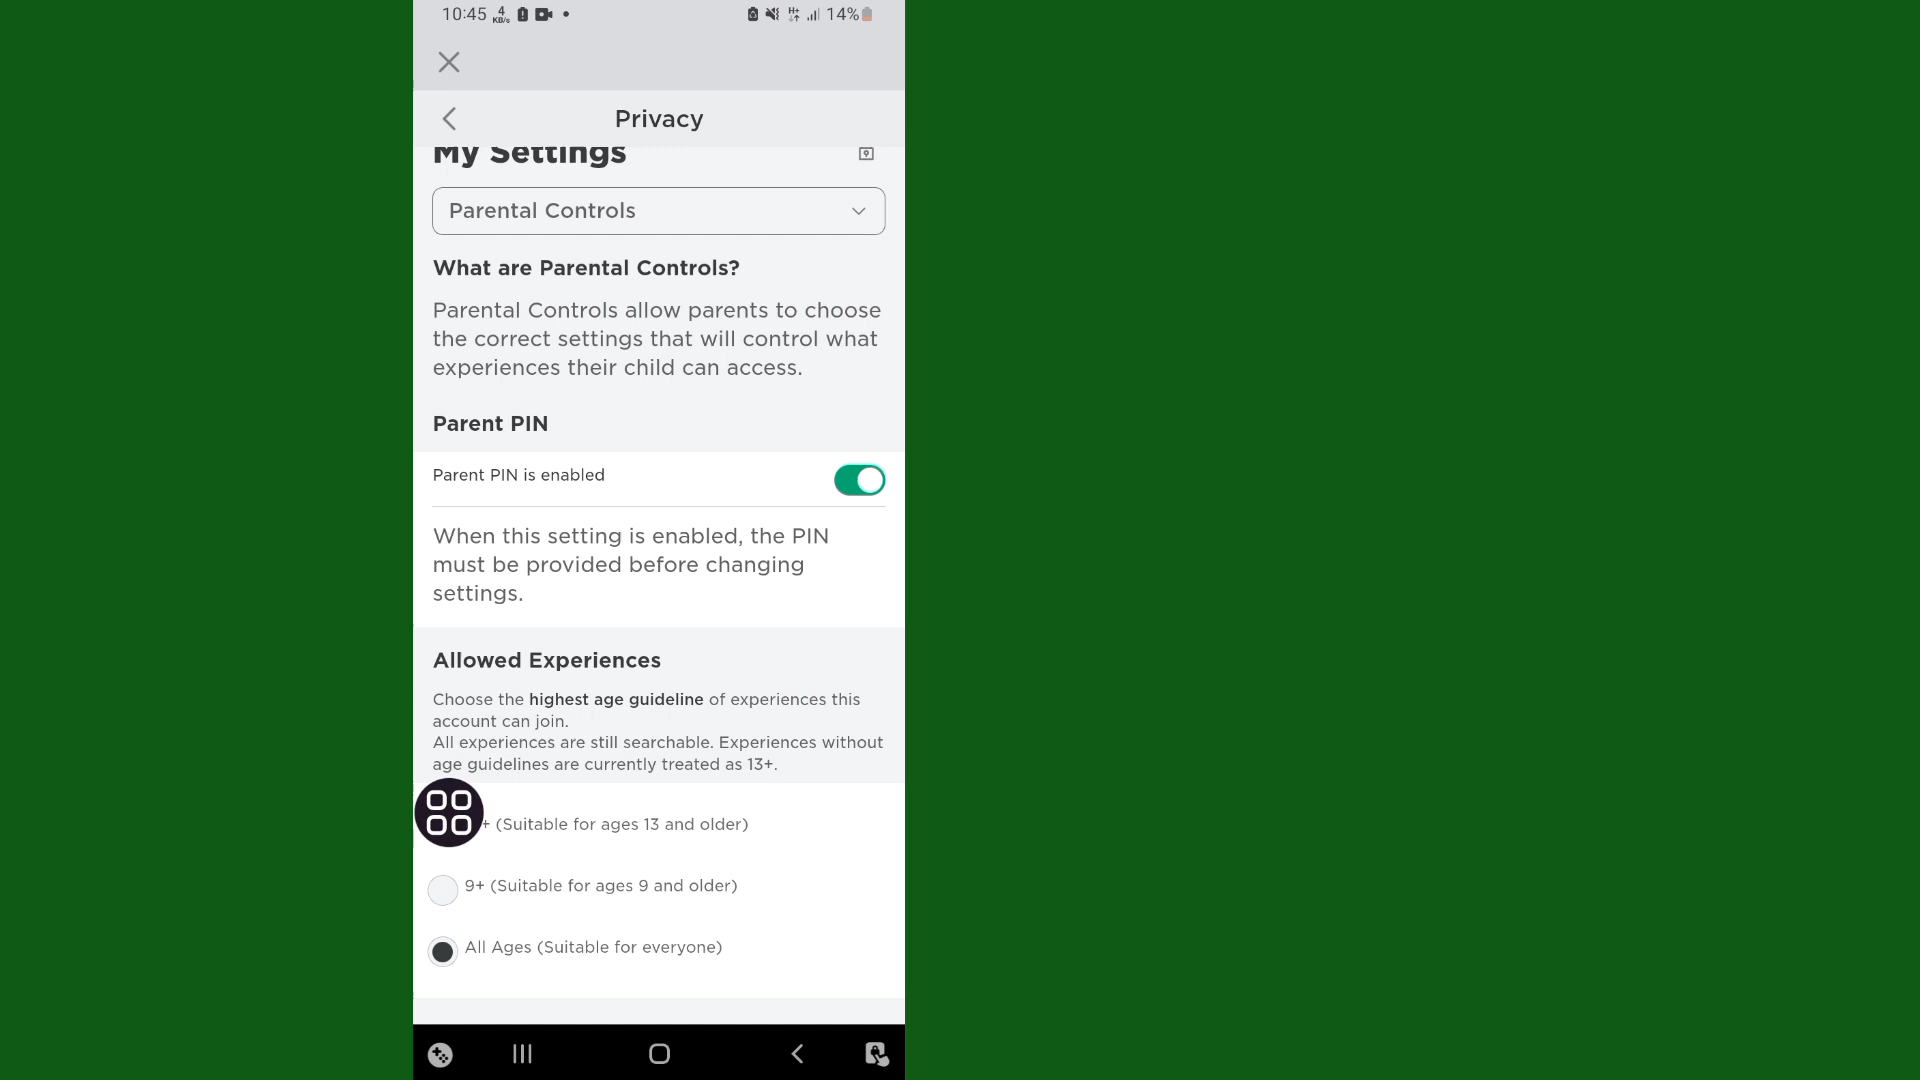 10:45 4 KB/s H+ 14%
Privacy
My Settings
Parental Controls
What are Parental Controls?
Parental Controls allow parents to choose
the correct settings that will control what
experiences their child can access.
Parent PIN
Parent PIN is enabled
When this setting is enabled, the PIN
must be provided before changing
settings.
Allowed Experiences
Choose the highest age guideline of experiences this
account can join.
All experiences are still searchable. Experiences without
age guidelines are currently treated as 13+.
+ (Suitable for ages 13 and older)
9+ (Suitable for ages 9 and older)
All Ages (Suitable for everyone)